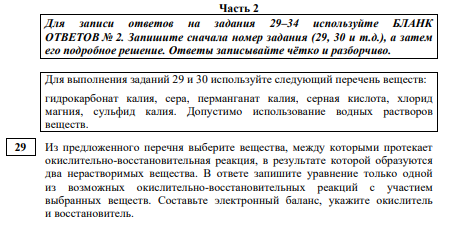 Часть 2
Для записи ответов на задания 29–34 используйте БЛАНК
ОТВЕТОВ № 2. Запишите сначала номер задания (29, 30 и т.д.), а затем
его подробное решение. Ответы записывайте чётко и разборчиво.
Для выполнения заданий 29 и 30 используйте следующий перечень веществ:
гидрокарбонат калия, сера, перманганат калия, серная кислота, хлорид
магния, сульфид калия. Допустимо использование водных растворов
веществ.
29
Из предложенного перечня выберите вещества, между которыми протекает
окислительно-восстановительная реакция, в результате которой образуются
два нерастворимых вещества. В ответе запишите уравнение только одной
из возможных окислительно-восстановительных реакций с участием
выбранных веществ. Составьте электронный баланс, укажите окислитель
и восстановитель.